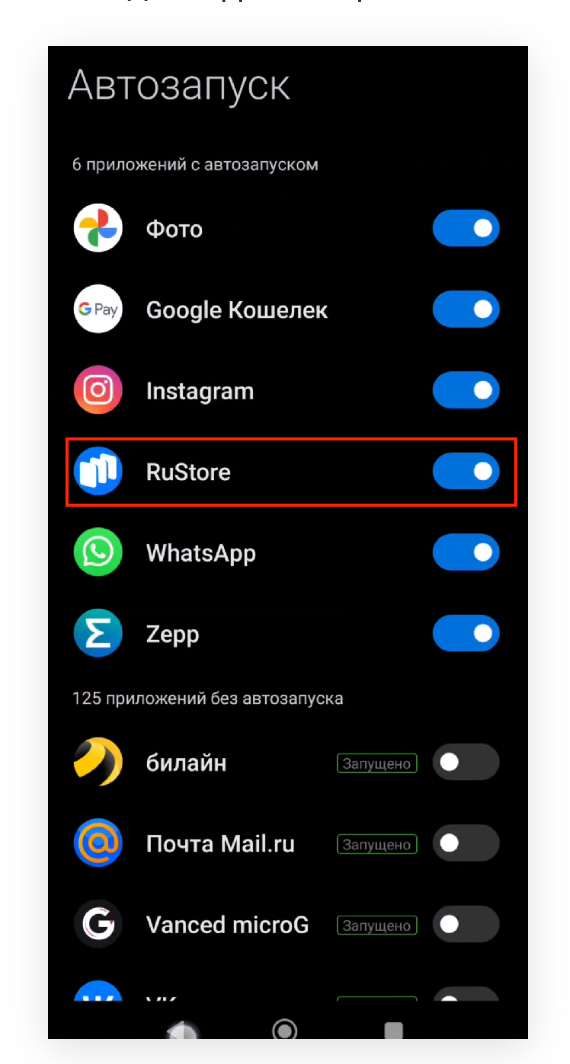 Автозапуск
6 приложений с автозапуском
Фото
G Pay
Google Кошелек
Instagram
RuStore
WhatsApp
Zepp
125 приложений без автозапуска
билайн
Запущено
Почта Mail.ru
Запущено
Vanced microG
Запущено